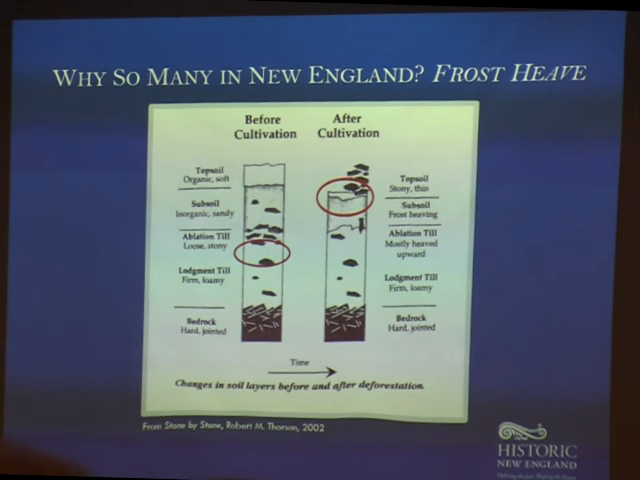 WHY SO MANY IN NEW ENGLAND? FROST HEAVE
Before
Cultivation
After
Cultivation
Topsoil
Organic, soft
Subsoil
Inorganic, sandy
Ablation Till
Loose, stony
Lodgment Till
Firm, loamy
Bedrock
Hard, jointed
Topsoil
Stony, thin
Subsoil
Frost heaving
Ablation Till
Mostly heaved
upward
Lodgment Till
Firm, loamy
Bedrock
Hard, jointed
Time
Changes in soil layers before and after deforestation.
From Stone by Stone, Robert M. Thorson, 2002
HISTORIC
NEW ENGLAND